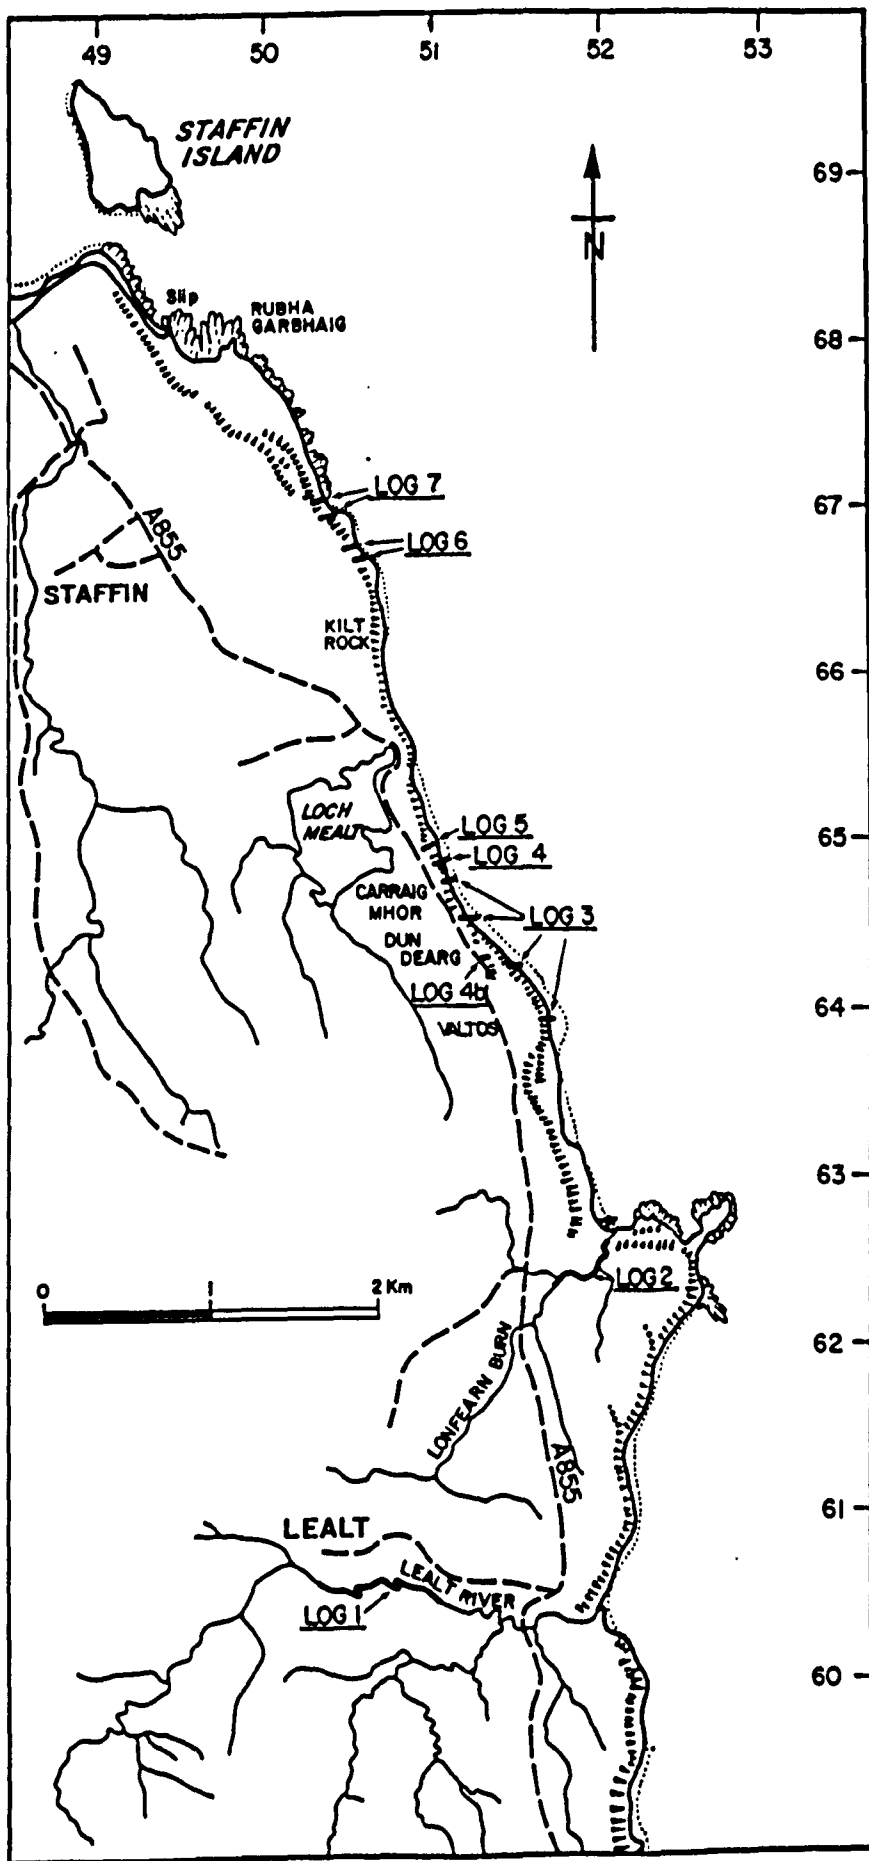 49 50 51 52 53
STAFFIN
ISLAND
69
N
Slip
RUBHA
GARBHAIG
68
LOG 7
67
A855
LOG 6
STAFFIN
KILT
ROCK
66
LOCH
MEALT
LOG 5
65
LOG 4
CARRAIG
MHOR
LOG 3
DUN
DEARG
LOG 4b
64
VALTOS
63
LOG 2
0 1 2 Km
62
LONFEARN BURN
A855
61
LEALT
LEALT RIVER
LOG 1
60